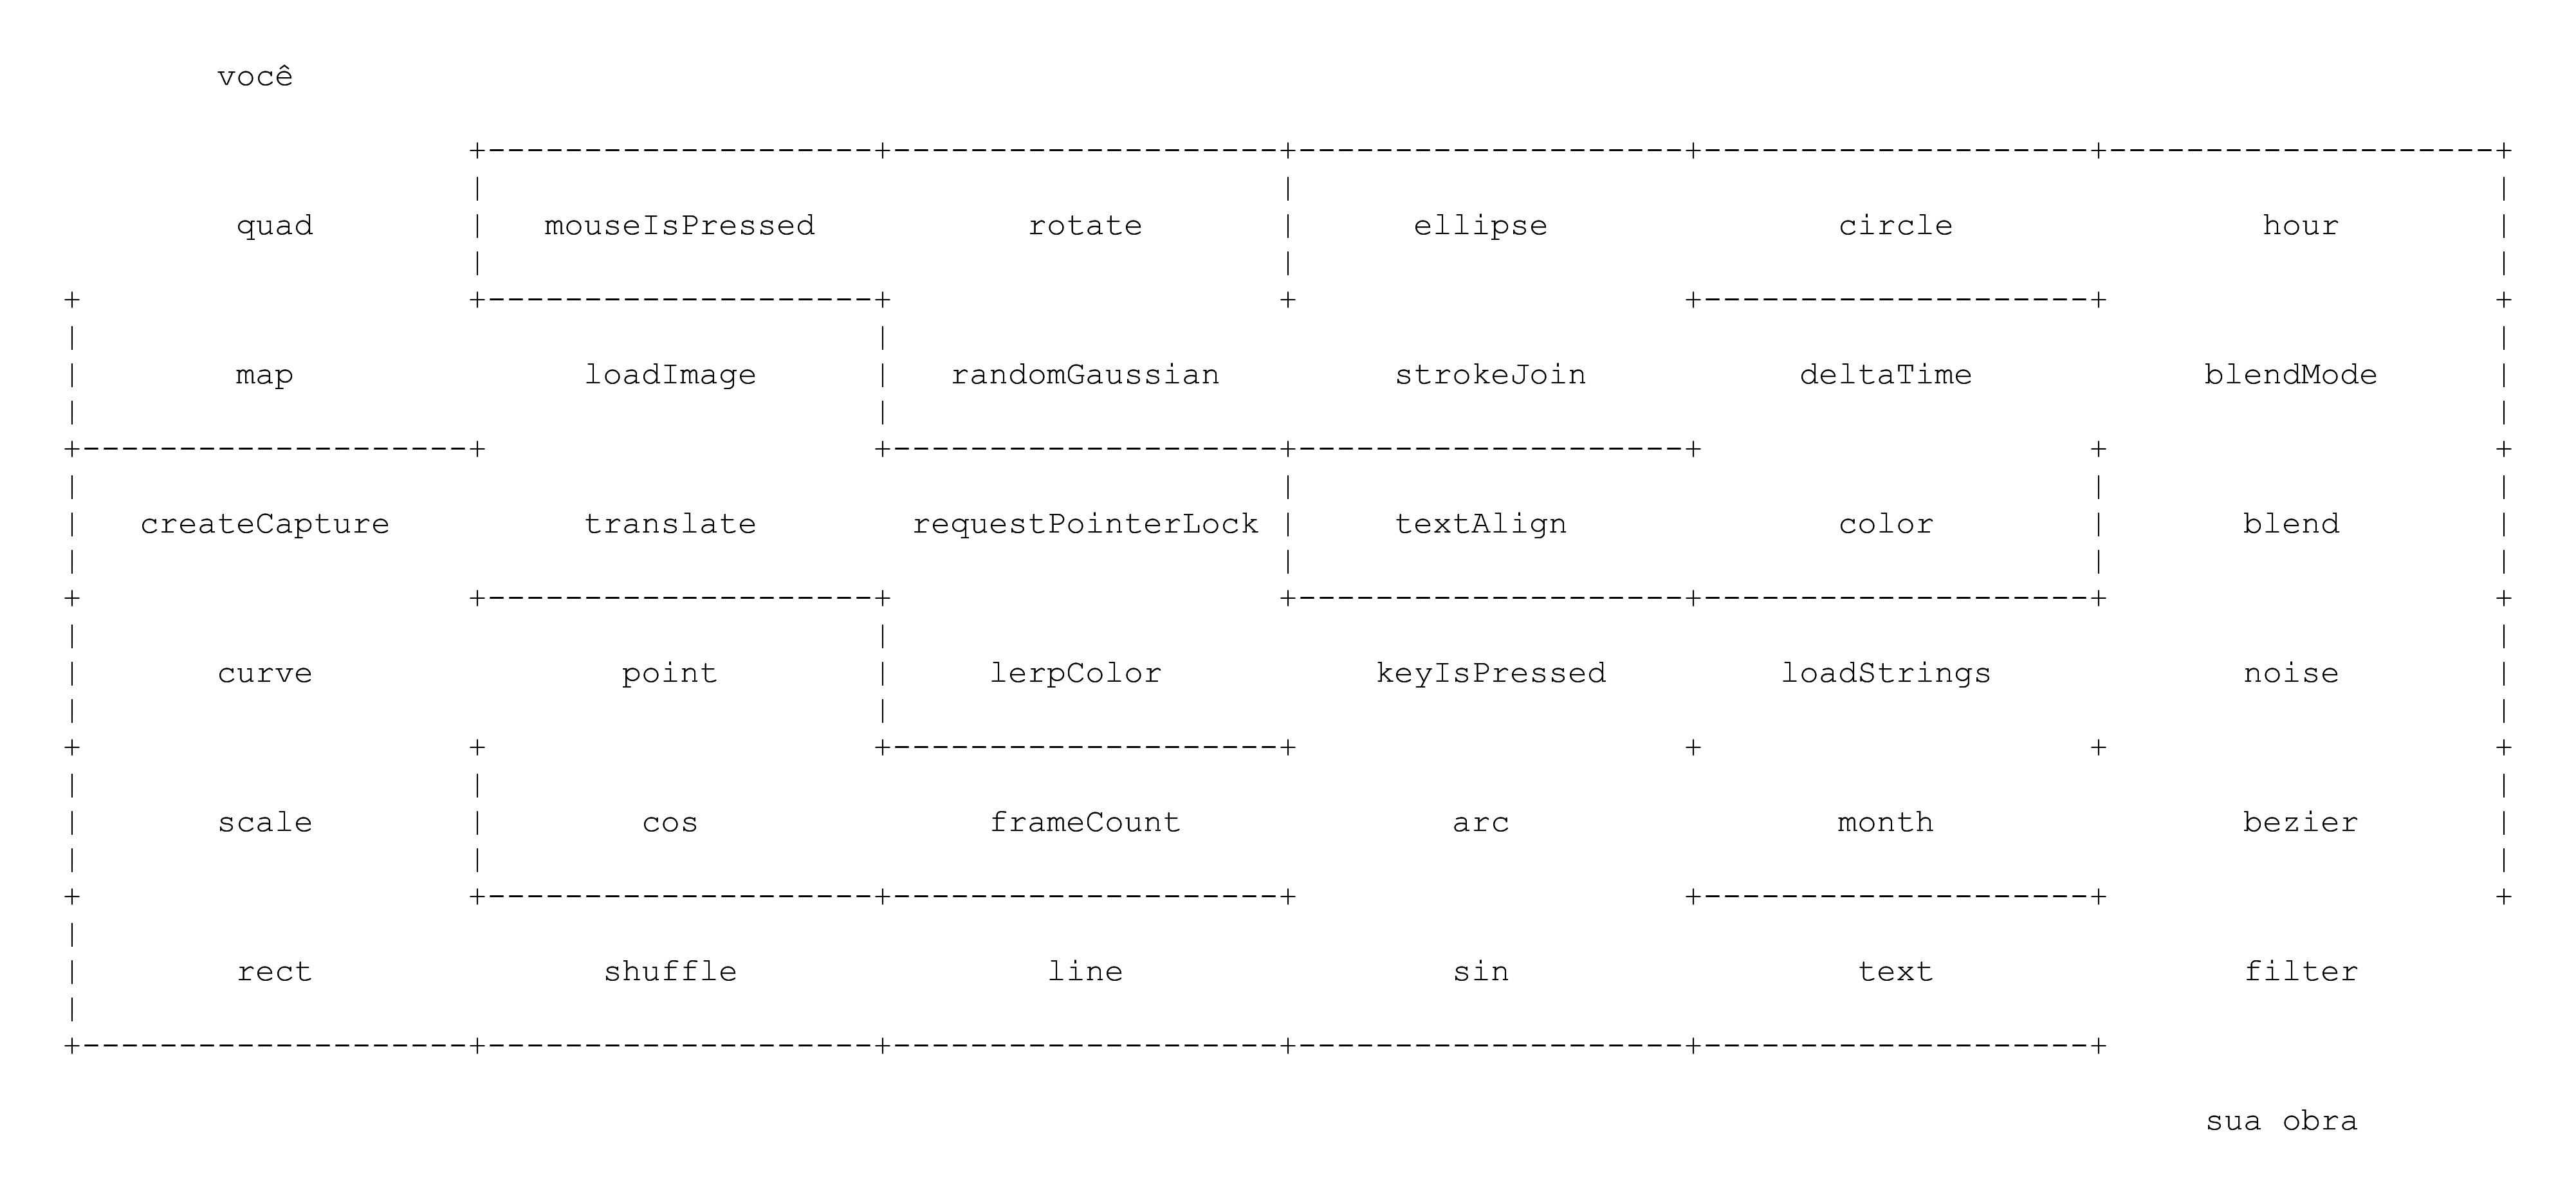 você
quad mouseIsPressed rotate ellipse circle hour
map loadImage randomGaussian strokeJoin deltaTime blendMode
createCapture translate requestPointerLock textAlign color blend
curve point lerpColor keyIsPressed loadStrings noise
scale cos frameCount arc month bezier
rect shuffle line sin text filter
sua obra